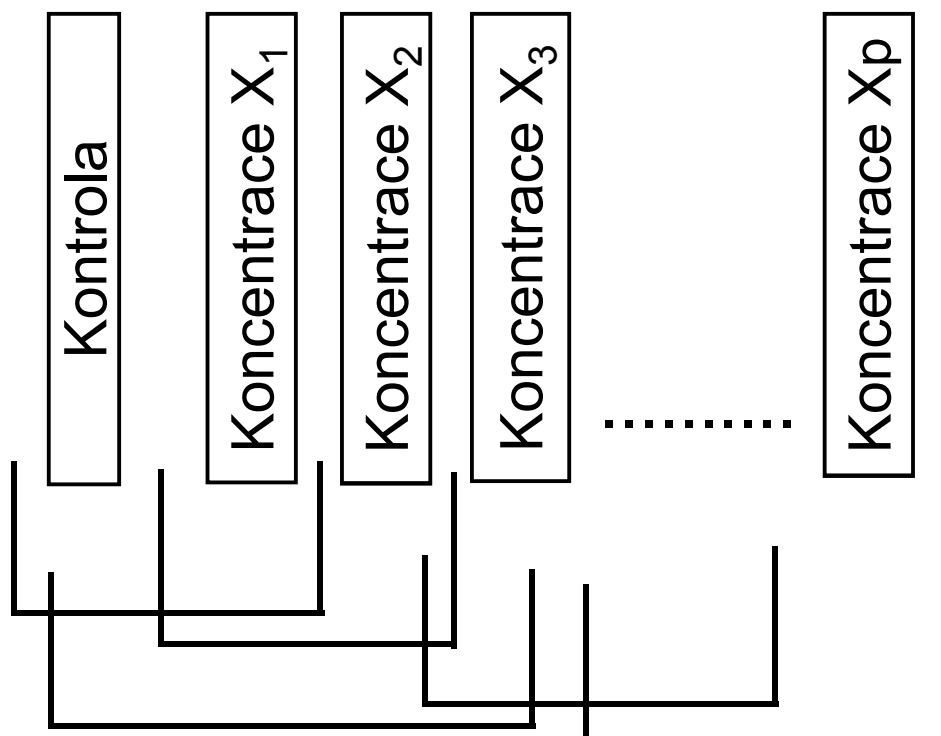 Kontrola
Koncentrace X₁
Koncentrace X₂
Koncentrace X₃
Koncentrace Xp